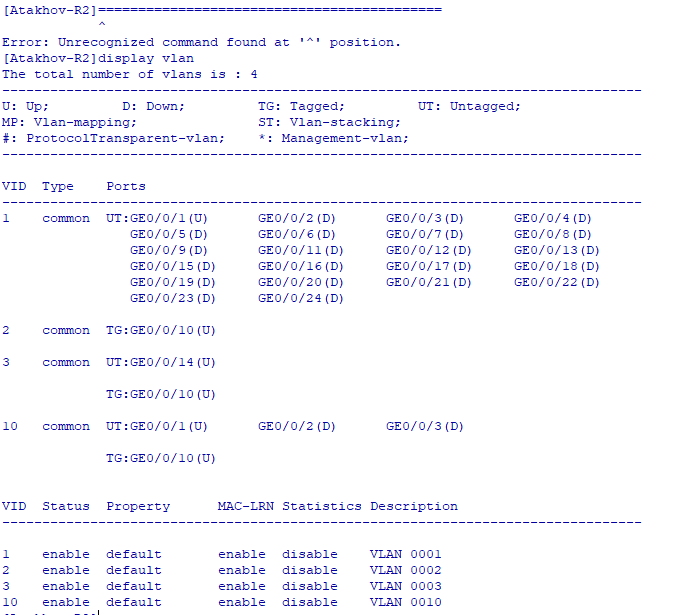 [Atakhov-R2]===========================================
^
Error: Unrecognized command found at '^' position.
[Atakhov-R2]display vlan
The total number of vlans is : 4
--------------------------------------------------------------------------------
U: Up;         D: Down;         TG: Tagged;         UT: Untagged;
MP: Vlan-mapping;               ST: Vlan-stacking;
#: ProtocolTransparent-vlan;    *: Management-vlan;
--------------------------------------------------------------------------------
VID  Type    Ports
--------------------------------------------------------------------------------
1    common  UT:GE0/0/1(U)      GE0/0/2(D)      GE0/0/3(D)      GE0/0/4(D)
GE0/0/5(D)      GE0/0/6(D)      GE0/0/7(D)      GE0/0/8(D)
GE0/0/9(D)      GE0/0/11(D)     GE0/0/12(D)     GE0/0/13(D)
GE0/0/15(D)     GE0/0/16(D)     GE0/0/17(D)     GE0/0/18(D)
GE0/0/19(D)     GE0/0/20(D)     GE0/0/21(D)     GE0/0/22(D)
GE0/0/23(D)     GE0/0/24(D)
2    common  TG:GE0/0/10(U)
3    common  UT:GE0/0/14(U)
TG:GE0/0/10(U)
10   common  UT:GE0/0/1(U)      GE0/0/2(D)      GE0/0/3(D)
TG:GE0/0/10(U)
VID  Status  Property      MAC-LRN Statistics Description
--------------------------------------------------------------------------------
1    enable  default       enable  disable    VLAN 0001
2    enable  default       enable  disable    VLAN 0002
3    enable  default       enable  disable    VLAN 0003
10   enable  default       enable  disable    VLAN 0010